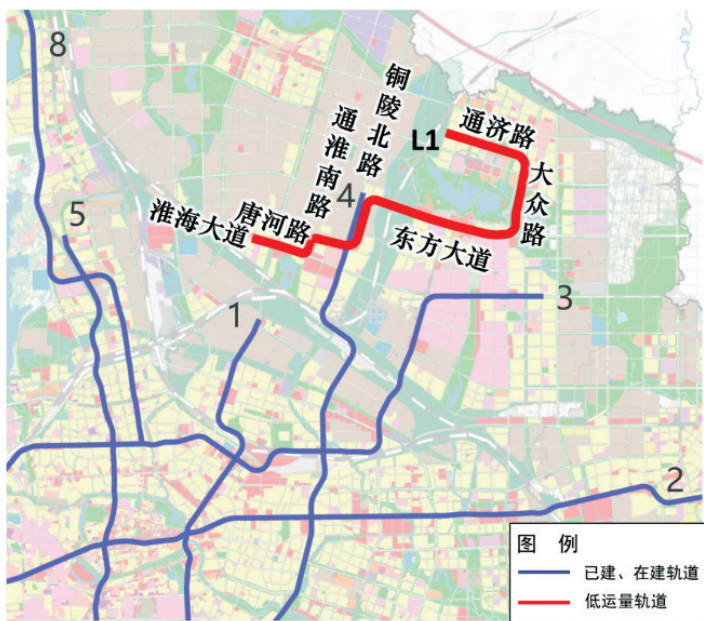 8
铜陵北路
通淮南路
L1
通济路
大众路
4
5
淮海大道
唐河路
东方大道
1
3
2
图 例
已建、在建轨道
低运量轨道